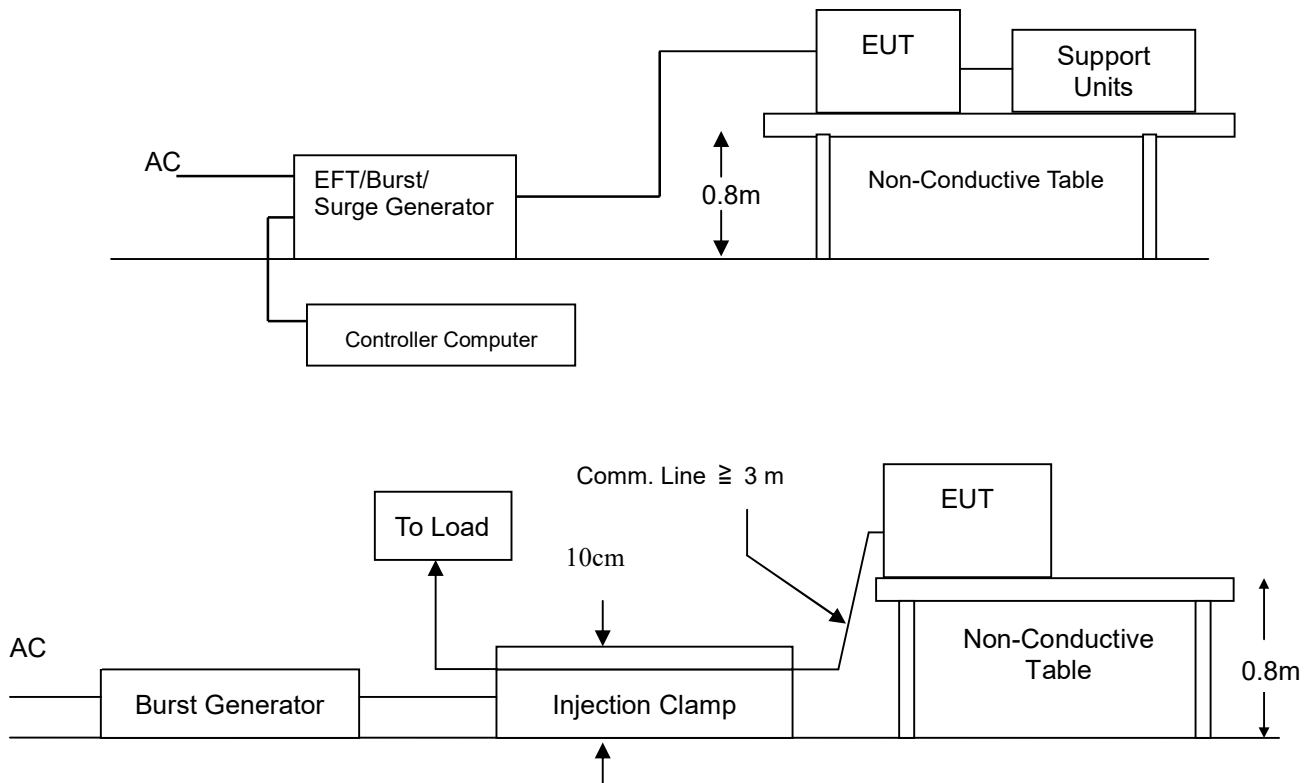 EUT
Support
Units
AC
EFT/Burst/
Surge Generator
0.8m
Non-Conductive Table
Controller Computer
Comm. Line ≧ 3 m
EUT
To Load
10cm
AC
Non-Conductive
Table
0.8m
Burst Generator
Injection Clamp